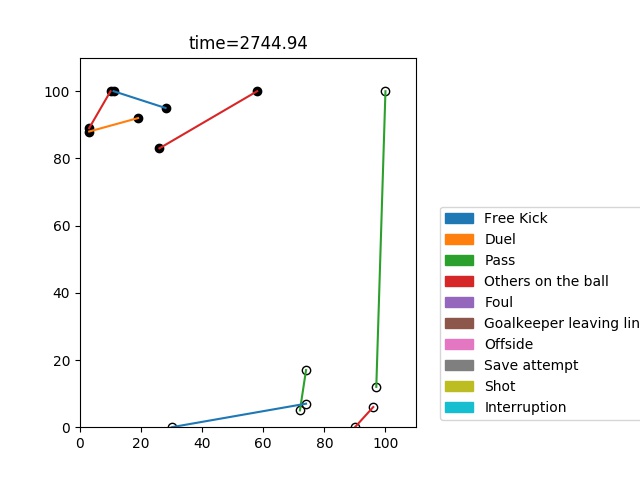 time=2744.94
100
80
60
40
20
0
0 20 40 60 80 100
Free Kick
Duel
Pass
Others on the ball
Foul
Goalkeeper leaving lin
Offside
Save attempt
Shot
Interruption